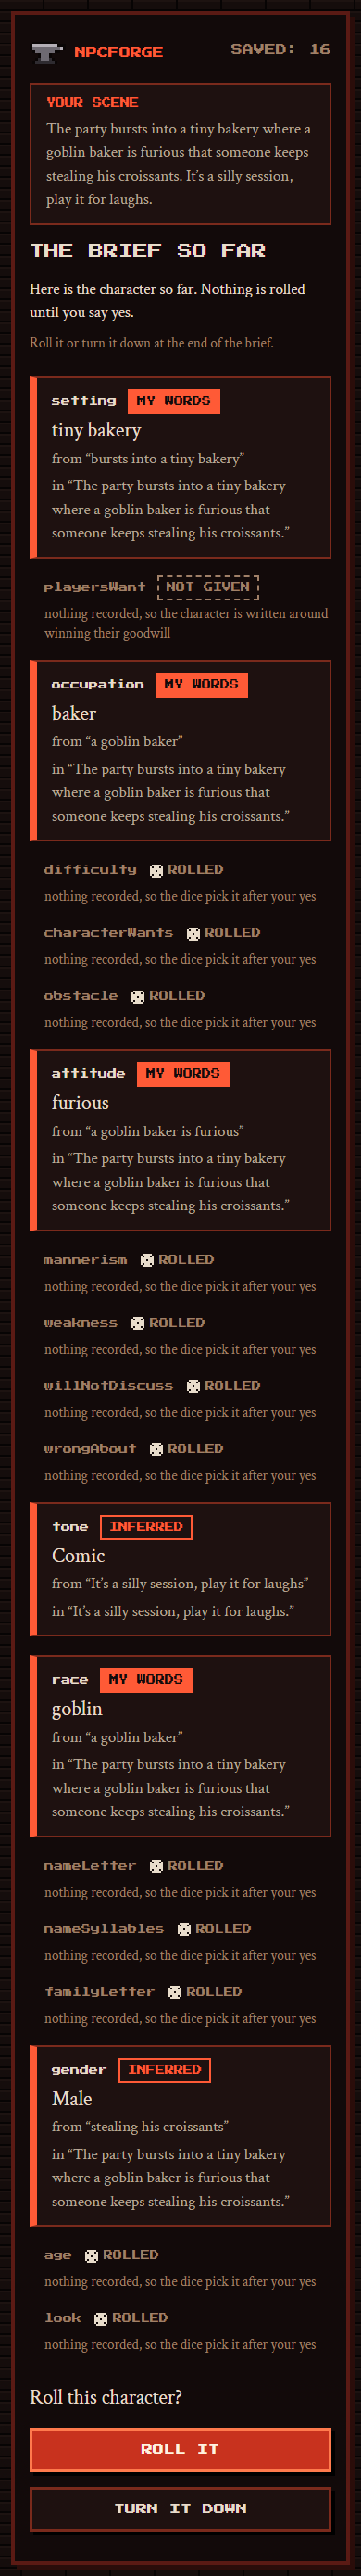 NPCFORGE
SAVED: 16
YOUR SCENE
The party bursts into a tiny bakery where a
goblin baker is furious that someone keeps
stealing his croissants. It’s a silly session,
play it for laughs.
THE BRIEF SO FAR
Here is the character so far. Nothing is rolled
until you say yes.
Roll it or turn it down at the end of the brief.
setting MY WORDS
tiny bakery
from “bursts into a tiny bakery”
in “The party bursts into a tiny bakery
where a goblin baker is furious that
someone keeps stealing his croissants.”
playersWant NOT GIVEN
nothing recorded, so the character is written around
winning their goodwill
occupation MY WORDS
baker
from “a goblin baker”
in “The party bursts into a tiny bakery
where a goblin baker is furious that
someone keeps stealing his croissants.”
difficulty ROLLED
nothing recorded, so the dice pick it after your yes
characterWants ROLLED
nothing recorded, so the dice pick it after your yes
obstacle ROLLED
nothing recorded, so the dice pick it after your yes
attitude MY WORDS
furious
from “a goblin baker is furious”
in “The party bursts into a tiny bakery
where a goblin baker is furious that
someone keeps stealing his croissants.”
mannerism ROLLED
nothing recorded, so the dice pick it after your yes
weakness ROLLED
nothing recorded, so the dice pick it after your yes
willNotDiscuss ROLLED
nothing recorded, so the dice pick it after your yes
wrongAbout ROLLED
nothing recorded, so the dice pick it after your yes
tone INFERRED
Comic
from “It’s a silly session, play it for laughs”
in “It’s a silly session, play it for laughs.”
race MY WORDS
goblin
from “a goblin baker”
in “The party bursts into a tiny bakery
where a goblin baker is furious that
someone keeps stealing his croissants.”
nameLetter ROLLED
nothing recorded, so the dice pick it after your yes
nameSyllables ROLLED
nothing recorded, so the dice pick it after your yes
familyLetter ROLLED
nothing recorded, so the dice pick it after your yes
gender INFERRED
Male
from “stealing his croissants”
in “The party bursts into a tiny bakery
where a goblin baker is furious that
someone keeps stealing his croissants.”
age ROLLED
nothing recorded, so the dice pick it after your yes
look ROLLED
nothing recorded, so the dice pick it after your yes
Roll this character?
ROLL IT
TURN IT DOWN